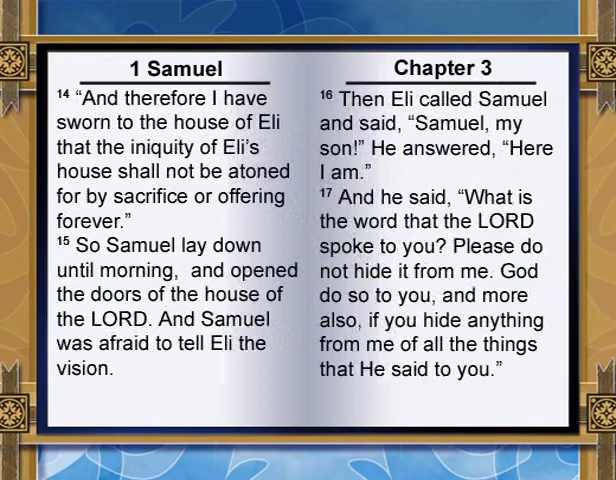 1 Samuel
14 “And therefore I have
sworn to the house of Eli
that the iniquity of Eli’s
house shall not be atoned
for by sacrifice or offering
forever.”
15 So Samuel lay down
until morning,  and opened
the doors of the house of
the LORD. And Samuel
was afraid to tell Eli the
vision.
Chapter 3
16 Then Eli called Samuel
and said, “Samuel, my
son!” He answered, “Here
I am.”
17 And he said, “What is
the word that the LORD
spoke to you? Please do
not hide it from me. God
do so to you, and more
also, if you hide anything
from me of all the things
that He said to you.”